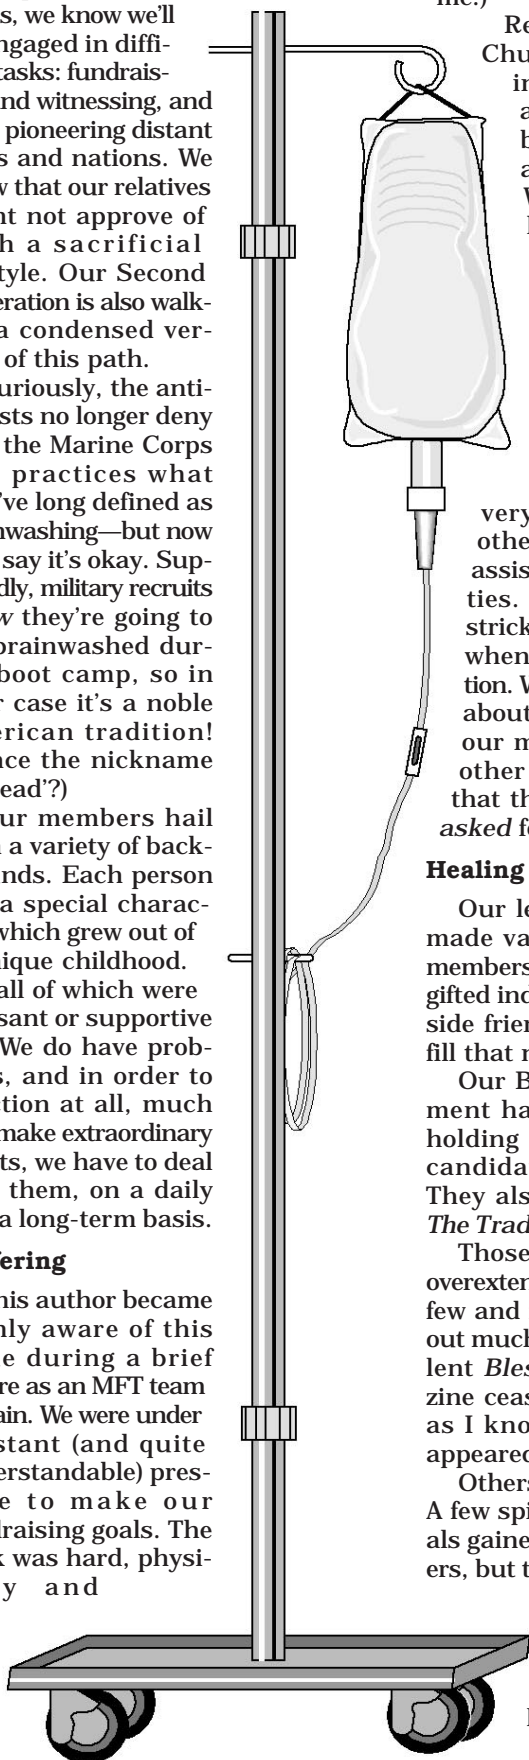 s, we know we'll
ngaged in diffi-
tasks: fundrais-
nd witnessing, and
pioneering distant
s and nations. We
w that our relatives
ht not approve of
h a sacrificial
tyle. Our Second
eration is also walk-
a condensed ver-
of this path.
uriously, the anti-
sts no longer deny
the Marine Corps
practices what
've long defined as
nwashing—but now
say it's okay. Sup-
dly, military recruits
w they're going to
brainwashed dur-
boot camp, so in
r case it's a noble
erican tradition!
nce the nickname
ead'?)
ur members hail
n a variety of back-
nds. Each person
a special charac-
which grew out of
nique childhood.
all of which were
sant or supportive
We do have prob-
s, and in order to
ction at all, much
make extraordinary
ts, we have to deal
them, on a daily
a long-term basis.
ering
his author became
nly aware of this
e during a brief
re as an MFT team
ain. We were under
stant (and quite
erstandable) pres-
e to make our
draising goals. The
k was hard, physi-
y and
Re
Chu
in
a
b
a
very
othe
assis
ties.
strick
when
tion. W
about
our m
other
that th
asked fo
Healing
Our le
made va
members
gifted ind
side frien
fill that n
Our B
ment ha
holding
candida
They als
The Trad
Those
overexten
few and
out much
lent Bles
zine ceas
as I kno
appeared
Others
A few spi
als gaine
ers, but t